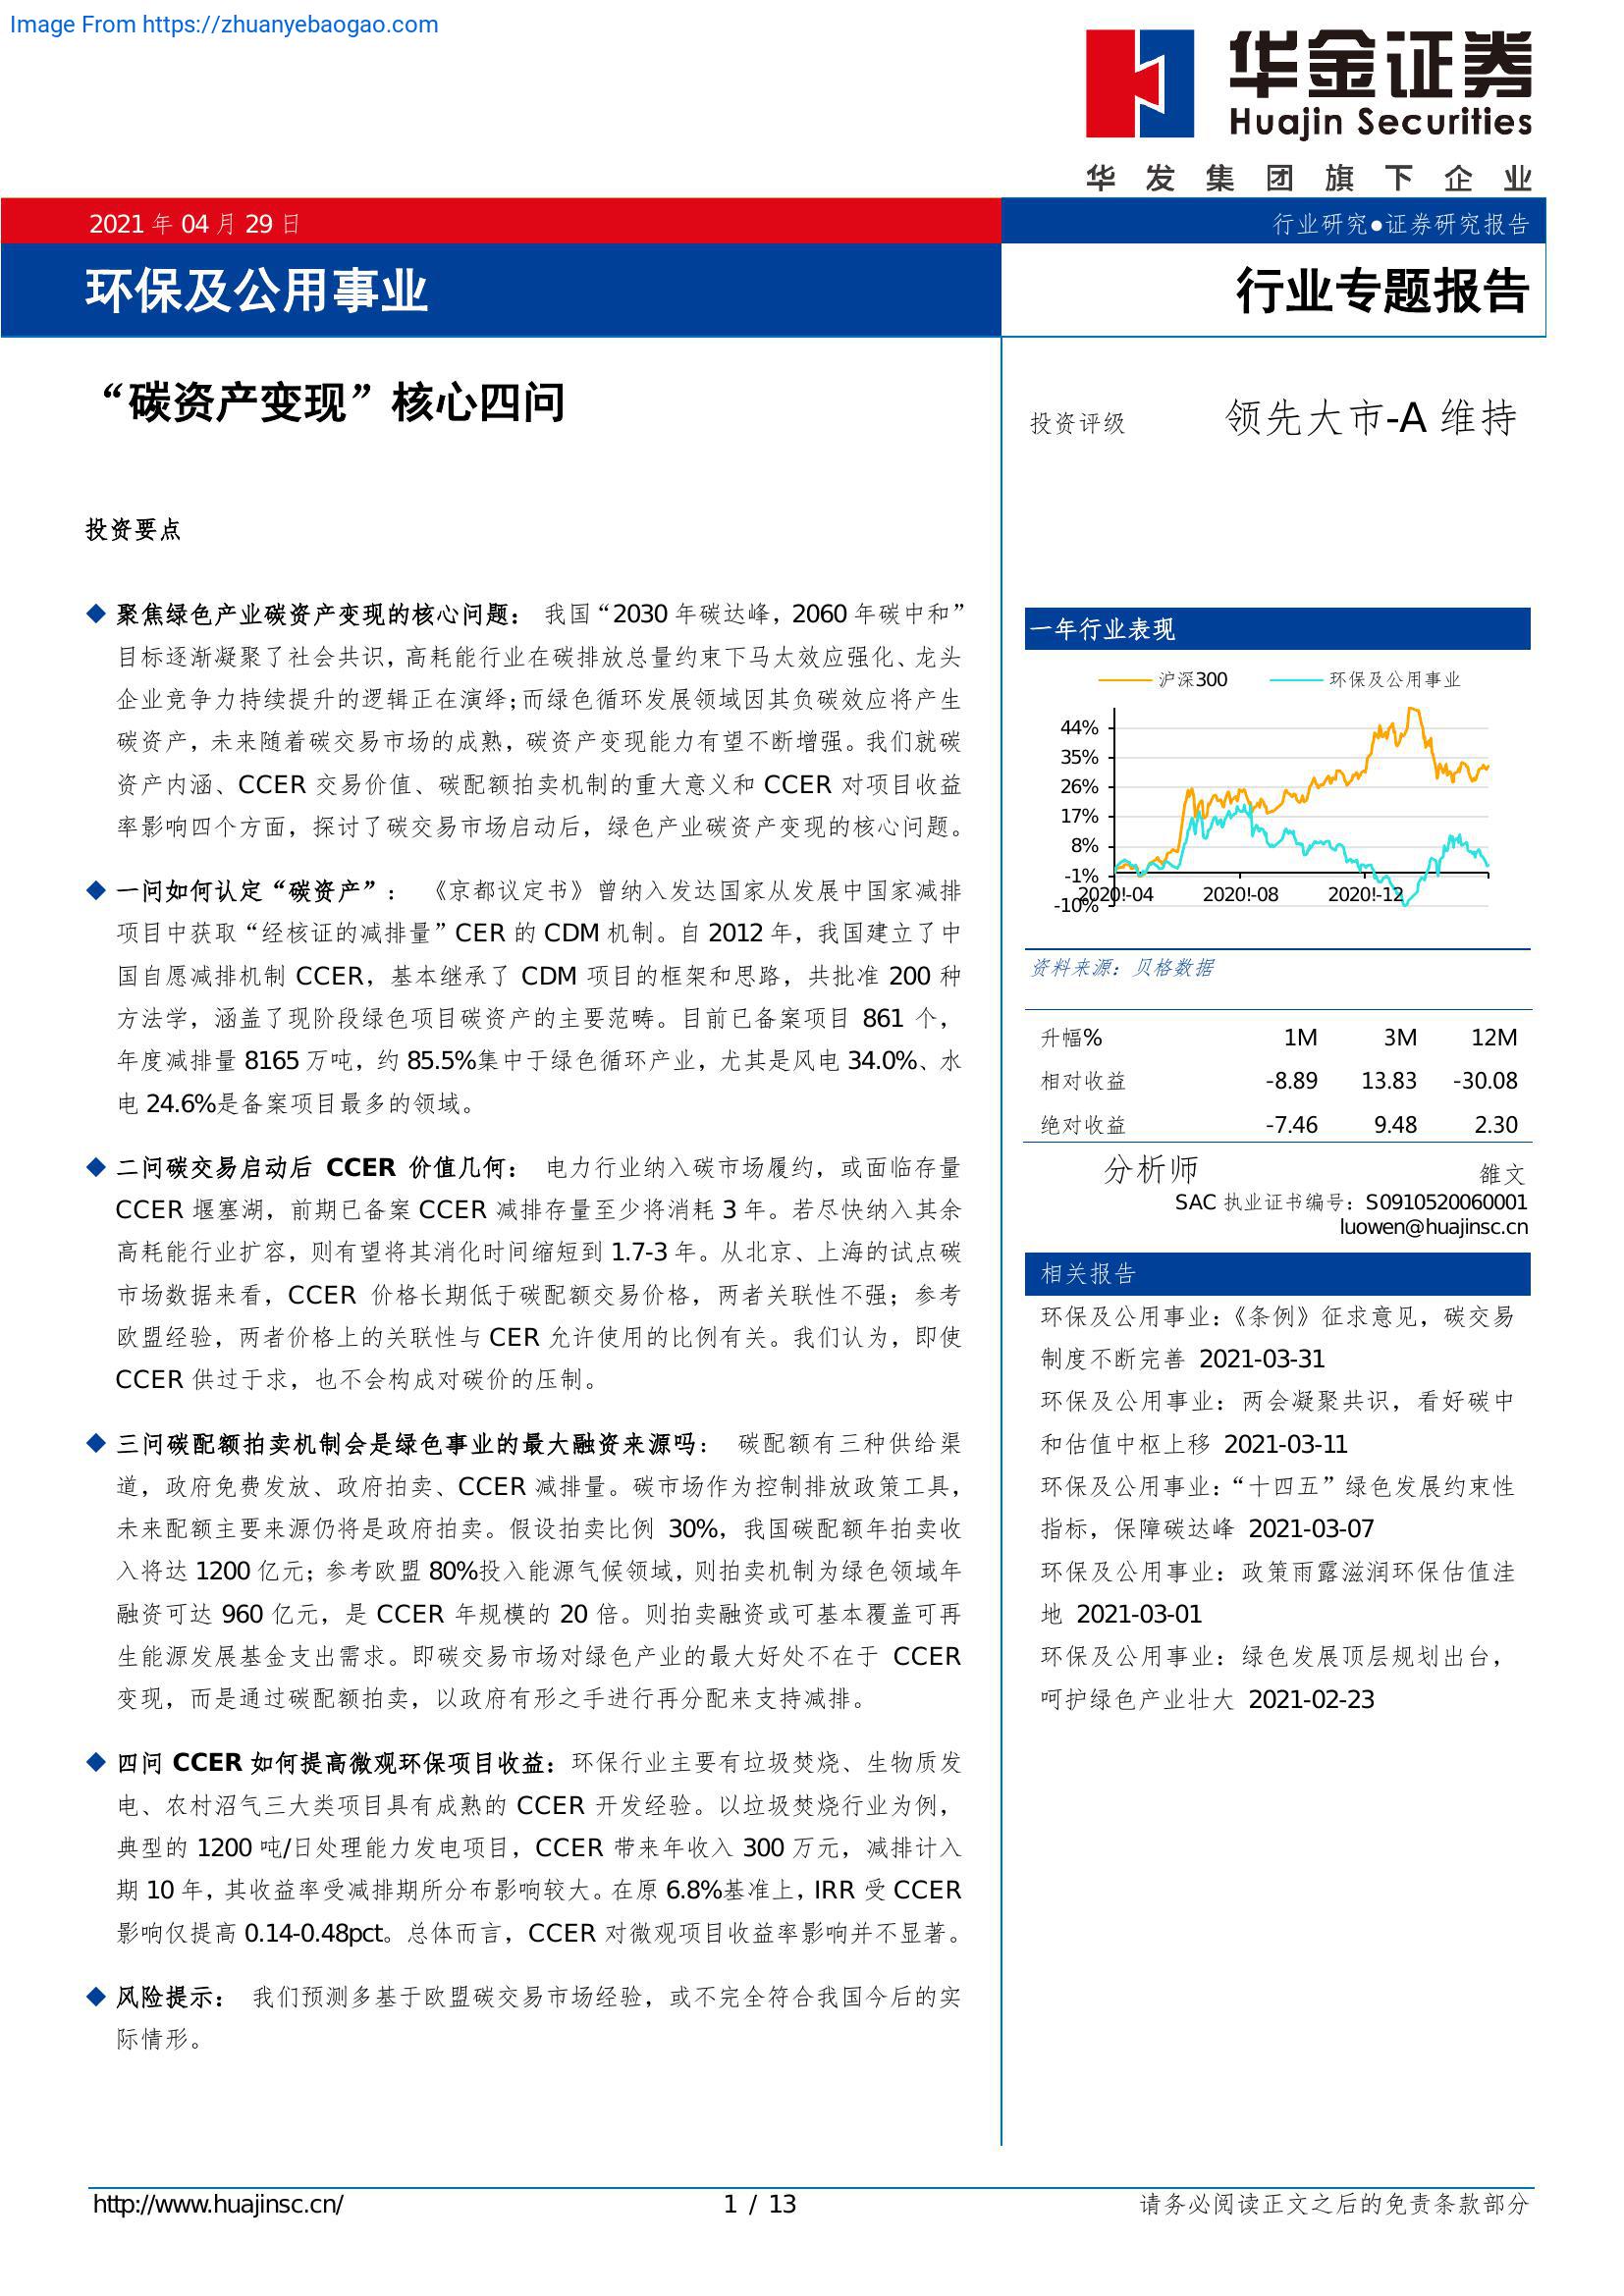 Image From https://zhuanyebaogao.com
华金证券
Huajin Securities
华发集团旗下企业
2021 年 04 月 29 日
行业研究●证券研究报告
环保及公用事业
行业专题报告
“碳资产变现”核心四问
投资要点
◆ 聚焦绿色产业碳资产变现的核心问题： 我国“2030 年碳达峰，2060 年碳中和”
目标逐渐凝聚了社会共识，高耗能行业在碳排放总量约束下马太效应强化、龙头
企业竞争力持续提升的逻辑正在演绎；而绿色循环发展领域因其负碳效应将产生
碳资产，未来随着碳交易市场的成熟，碳资产变现能力有望不断增强。我们就碳
资产内涵、CCER 交易价值、碳配额拍卖机制的重大意义和 CCER 对项目收益
率影响四个方面，探讨了碳交易市场启动后，绿色产业碳资产变现的核心问题。
◆ 一问如何认定“碳资产”： 《京都议定书》曾纳入发达国家从发展中国家减排
项目中获取“经核证的减排量”CER 的 CDM 机制。自 2012 年，我国建立了中
国自愿减排机制 CCER，基本继承了 CDM 项目的框架和思路，共批准 200 种
方法学，涵盖了现阶段绿色项目碳资产的主要范畴。目前已备案项目 861 个，
年度减排量 8165 万吨，约 85.5%集中于绿色循环产业，尤其是风电 34.0%、水
电 24.6%是备案项目最多的领域。
◆ 二问碳交易启动后 CCER 价值几何： 电力行业纳入碳市场履约，或面临存量
CCER 堰塞湖，前期已备案 CCER 减排存量至少将消耗 3 年。若尽快纳入其余
高耗能行业扩容，则有望将其消化时间缩短到 1.7-3 年。从北京、上海的试点碳
市场数据来看，CCER 价格长期低于碳配额交易价格，两者关联性不强；参考
欧盟经验，两者价格上的关联性与 CER 允许使用的比例有关。我们认为，即使
CCER 供过于求，也不会构成对碳价的压制。
◆ 三问碳配额拍卖机制会是绿色事业的最大融资来源吗： 碳配额有三种供给渠
道，政府免费发放、政府拍卖、CCER 减排量。碳市场作为控制排放政策工具，
未来配额主要来源仍将是政府拍卖。假设拍卖比例 30%，我国碳配额年拍卖收
入将达 1200 亿元；参考欧盟 80%投入能源气候领域，则拍卖机制为绿色领域年
融资可达 960 亿元，是 CCER 年规模的 20 倍。则拍卖融资或可基本覆盖可再
生能源发展基金支出需求。即碳交易市场对绿色产业的最大好处不在于 CCER
变现，而是通过碳配额拍卖，以政府有形之手进行再分配来支持减排。
◆ 四问 CCER 如何提高微观环保项目收益：环保行业主要有垃圾焚烧、生物质发
电、农村沼气三大类项目具有成熟的 CCER 开发经验。以垃圾焚烧行业为例，
典型的 1200 吨/日处理能力发电项目，CCER 带来年收入 300 万元，减排计入
期 10 年，其收益率受减排期所分布影响较大。在原 6.8%基准上，IRR 受 CCER
影响仅提高 0.14-0.48pct。总体而言，CCER 对微观项目收益率影响并不显著。
◆ 风险提示： 我们预测多基于欧盟碳交易市场经验，或不完全符合我国今后的实
际情形。
投资评级 领先大市-A 维持
一年行业表现
沪深300 环保及公用事业
44%
35%
26%
17%
8%
-1%
-10%
2020!-04 2020!-08 2020!-12
资料来源：贝格数据
升幅% 1M 3M 12M
相对收益 -8.89 13.83 -30.08
绝对收益 -7.46 9.48 2.30
分析师 雒文
SAC 执业证书编号：S0910520060001
luowen@huajinsc.cn
相关报告
环保及公用事业：《条例》征求意见，碳交易
制度不断完善 2021-03-31
环保及公用事业：两会凝聚共识，看好碳中
和估值中枢上移 2021-03-11
环保及公用事业：“十四五”绿色发展约束性
指标，保障碳达峰 2021-03-07
环保及公用事业：政策雨露滋润环保估值洼
地 2021-03-01
环保及公用事业：绿色发展顶层规划出台，
呵护绿色产业壮大 2021-02-23
http://www.huajinsc.cn/
1 / 13
请务必阅读正文之后的免责条款部分